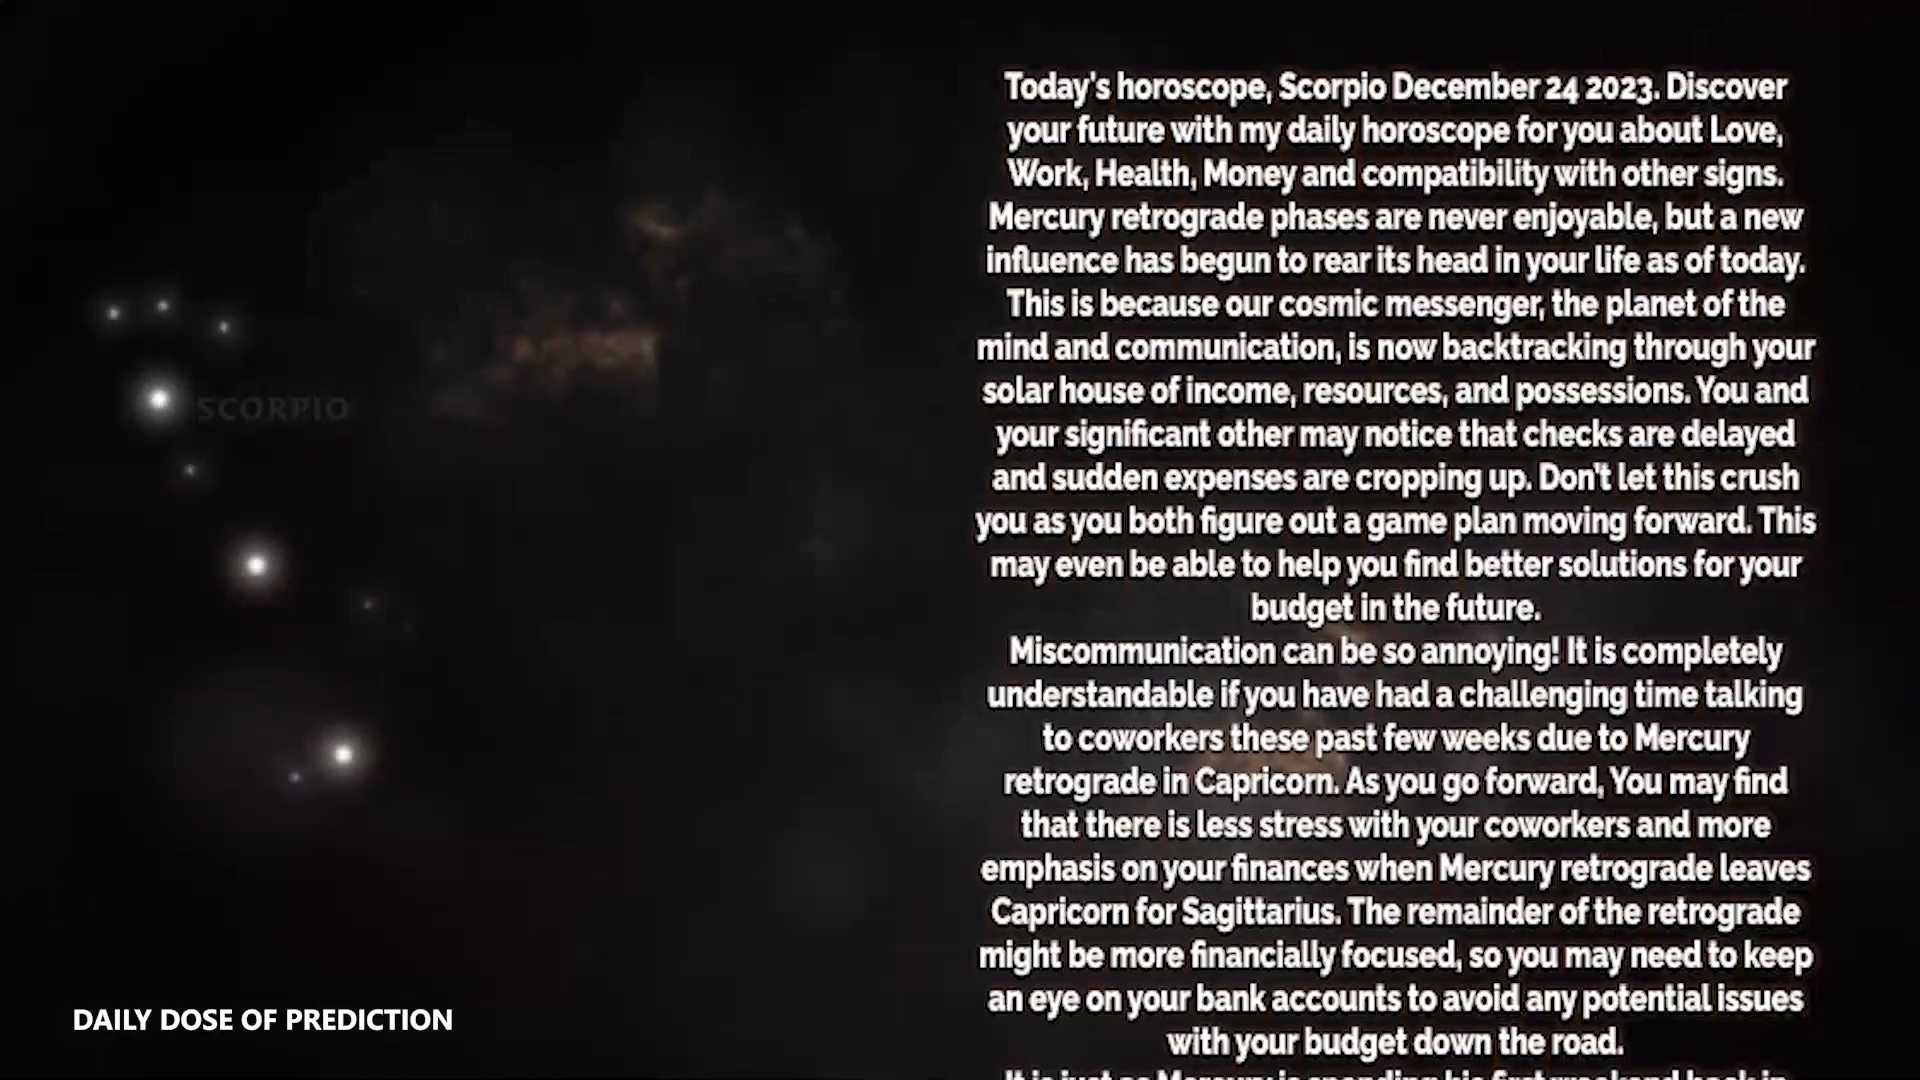 Today's horoscope, Scorpio December 24 2023. Discover
your future with my daily horoscope for you about Love,
Work, Health, Money and compatibility with other signs.
Mercury retrograde phases are never enjoyable, but a new
influence has begun to rear its head in your life as of today.
This is because our cosmic messenger, the planet of the
mind and communication, is now backtracking through your
solar house of income, resources, and possessions. You and
your significant other may notice that checks are delayed
and sudden expenses are cropping up. Don't let this crush
you as you both figure out a game plan moving forward. This
may even be able to help you find better solutions for your
budget in the future.
Miscommunication can be so annoying! It is completely
understandable if you have had a challenging time talking
to coworkers these past few weeks due to Mercury
retrograde in Capricorn. As you go forward, You may find
that there is less stress with your coworkers and more
emphasis on your finances when Mercury retrograde leaves
Capricorn for Sagittarius. The remainder of the retrograde
might be more financially focused, so you may need to keep
an eye on your bank accounts to avoid any potential issues
with your budget down the road.
SCORPIO
DAILY DOSE OF PREDICTION